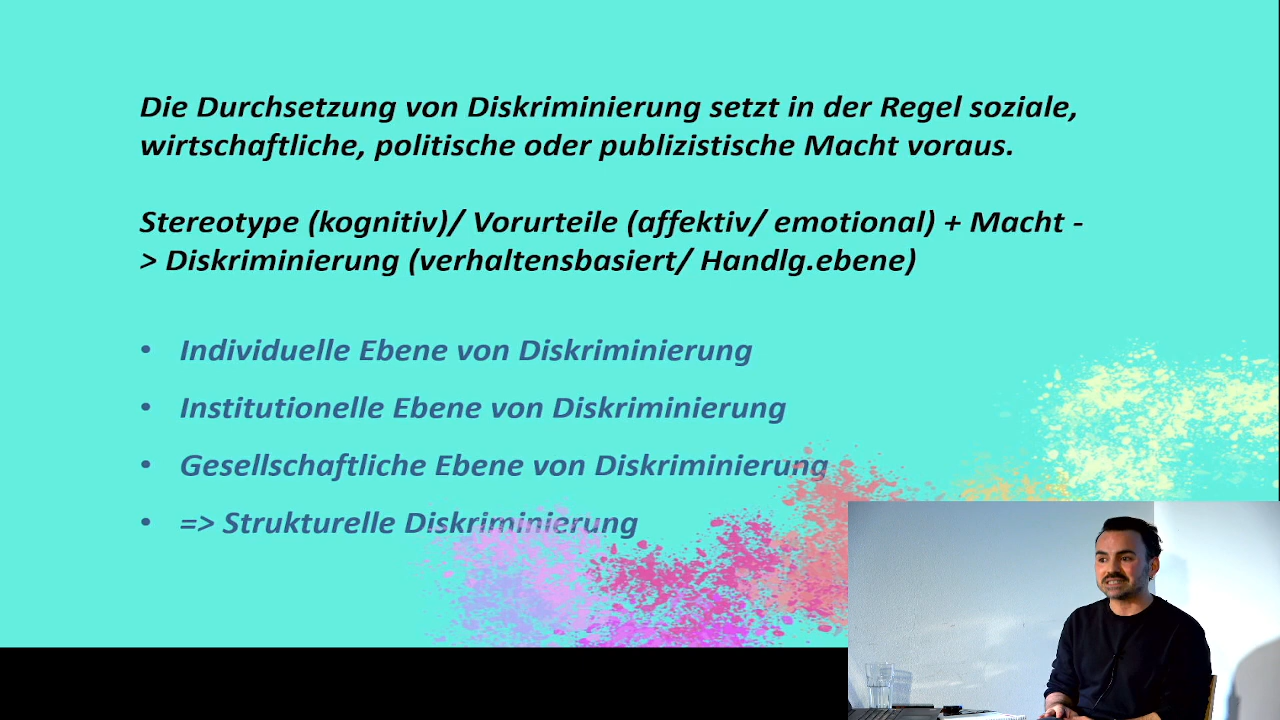 Die Durchsetzung von Diskriminierung setzt in der Regel soziale,
wirtschaftliche, politische oder publizistische Macht voraus.
Stereotype (kognitiv)/ Vorurteile (affektiv/ emotional) + Macht -
> Diskriminierung (verhaltensbasiert/ Handlg.ebene)
• Individuelle Ebene von Diskriminierung
• Institutionelle Ebene von Diskriminierung
• Gesellschaftliche Ebene von Diskriminierung
• => Strukturelle Diskriminierung